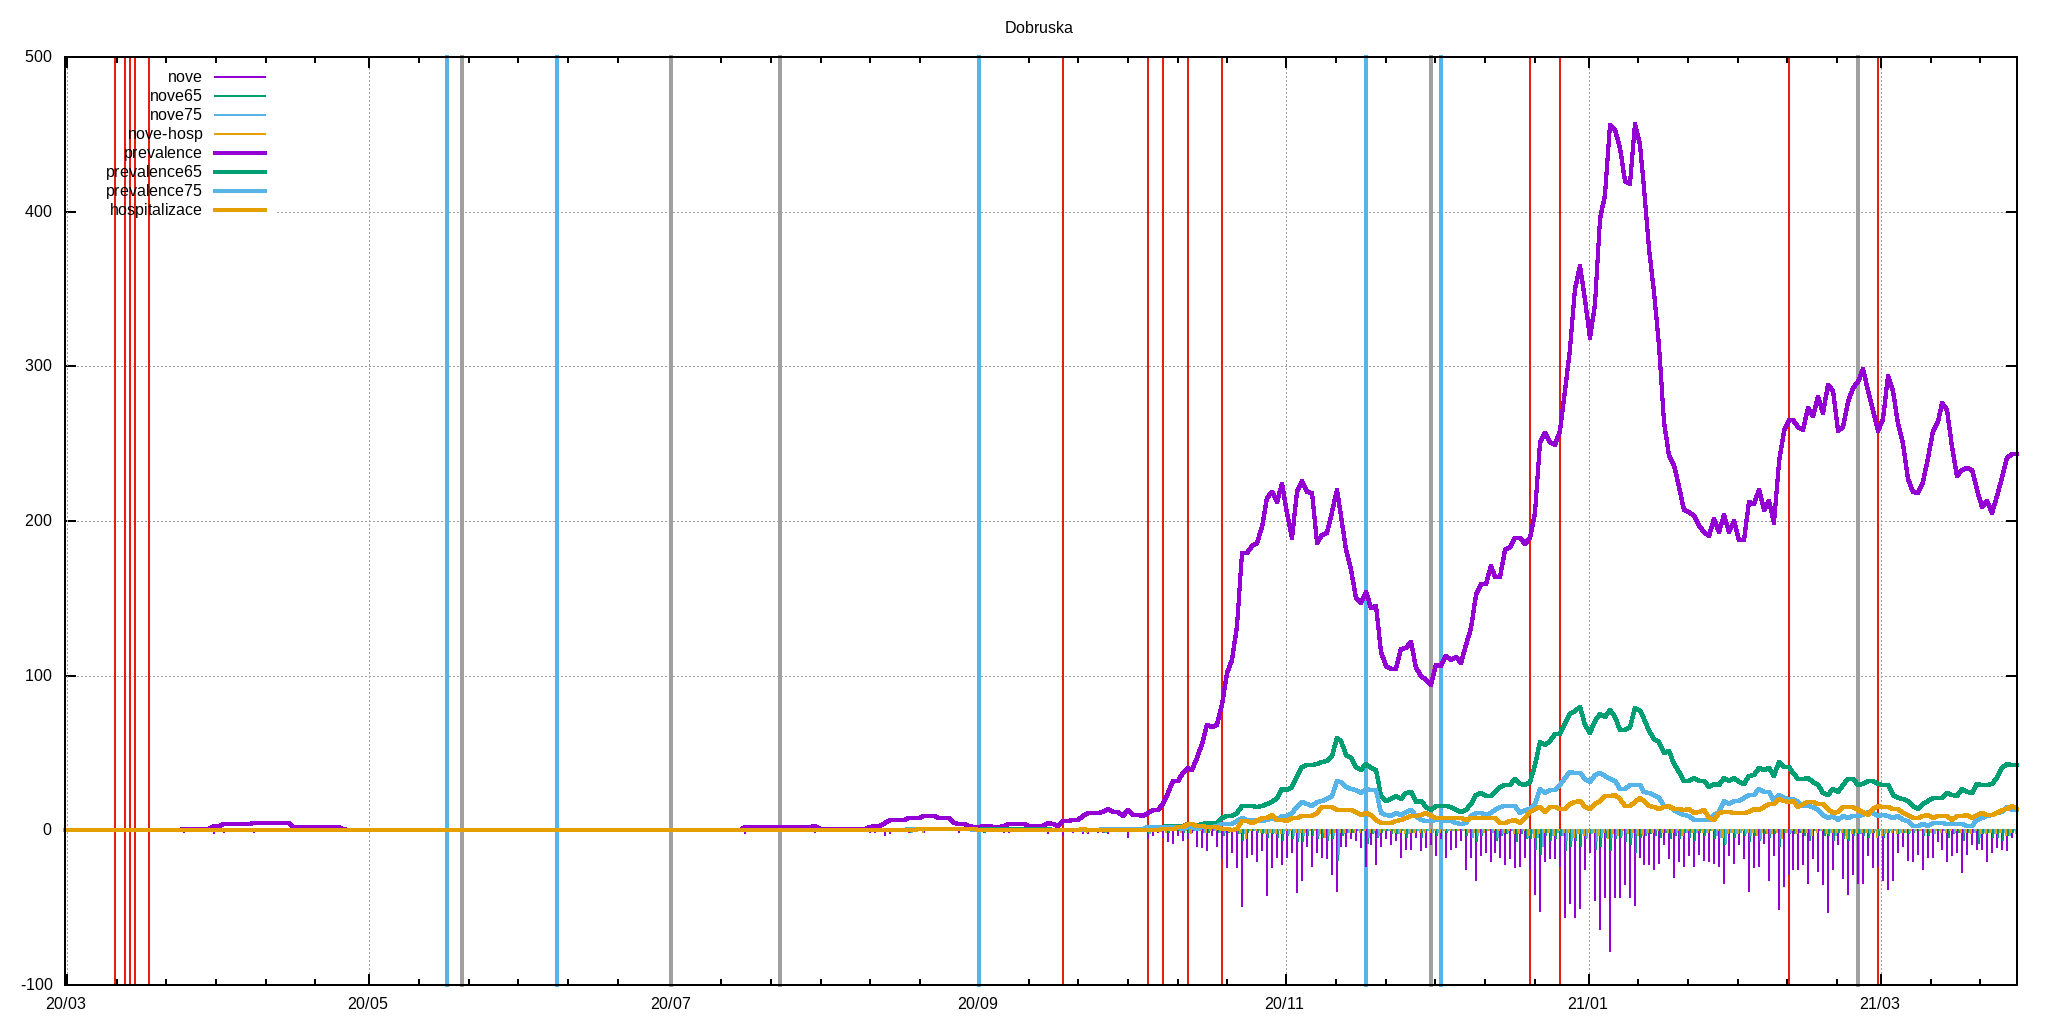 Dobruska
500
400
300
200
100
0
-100
nove
nove65
nove75
nove-hosp
prevalence
prevalence65
prevalence75
hospitalizace
20/03 20/05 20/07 20/09 20/11 21/01 21/03